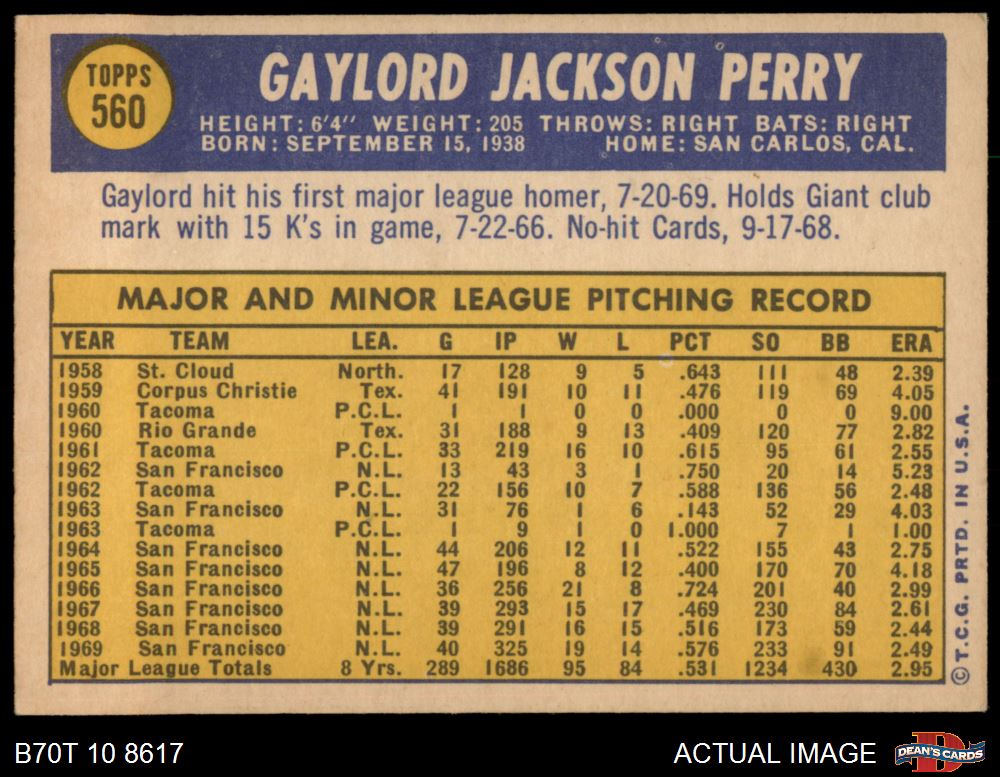 TOPPS
560
GAYLORD JACKSON PERRY
HEIGHT: 6'4" WEIGHT: 205 THROWS: RIGHT BATS: RIGHT
BORN: SEPTEMBER 15, 1938 HOME: SAN CARLOS, CAL.
Gaylord hit his first major league homer, 7-20-69. Holds Giant club
mark with 15 K's in game, 7-22-66. No-hit Cards, 9-17-68.
MAJOR AND MINOR LEAGUE PITCHING RECORD
YEAR TEAM LEA. G IP W L PCT SO BB ERA
1958 St. Cloud North. 17 128 9 5 .643 111 48 2.39
1959 Corpus Christie Tex. 41 191 10 11 .476 119 69 4.05
1960 Tacoma P.C.L. 1 1 0 0 .000 0 0 9.00
1960 Rio Grande Tex. 31 188 9 13 .409 120 77 2.82
1961 Tacoma P.C.L. 33 219 16 10 .615 95 61 2.55
1962 San Francisco N.L. 13 43 3 1 .750 20 14 5.23
1962 Tacoma P.C.L. 22 156 10 7 .588 136 56 2.48
1963 San Francisco N.L. 31 76 1 6 .143 52 29 4.03
1963 Tacoma P.C.L. 1 9 1 0 1.000 7 1 1.00
1964 San Francisco N.L. 44 206 12 11 .522 155 43 2.75
1965 San Francisco N.L. 47 196 8 12 .400 170 70 4.18
1966 San Francisco N.L. 36 256 21 8 .724 201 40 2.99
1967 San Francisco N.L. 39 293 15 17 .469 230 84 2.61
1968 San Francisco N.L. 39 291 16 15 .516 173 59 2.44
1969 San Francisco N.L. 40 325 19 14 .576 233 91 2.49
Major League Totals 8 Yrs. 289 1686 95 84 .531 1234 430 2.95
© T.C.G. PRTD. IN U.S.A.
B70T 10 8617 ACTUAL IMAGE
DEAN'S CARDS